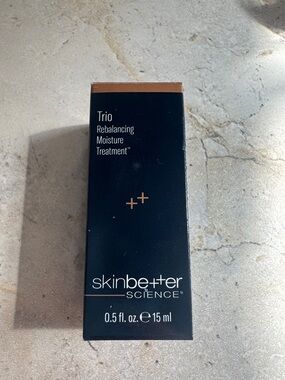 Trio
Rebalancing
Moisture
Treatment™
skinbetter
SCIENCE®
0.5 fl. oz. ℮ 15 ml